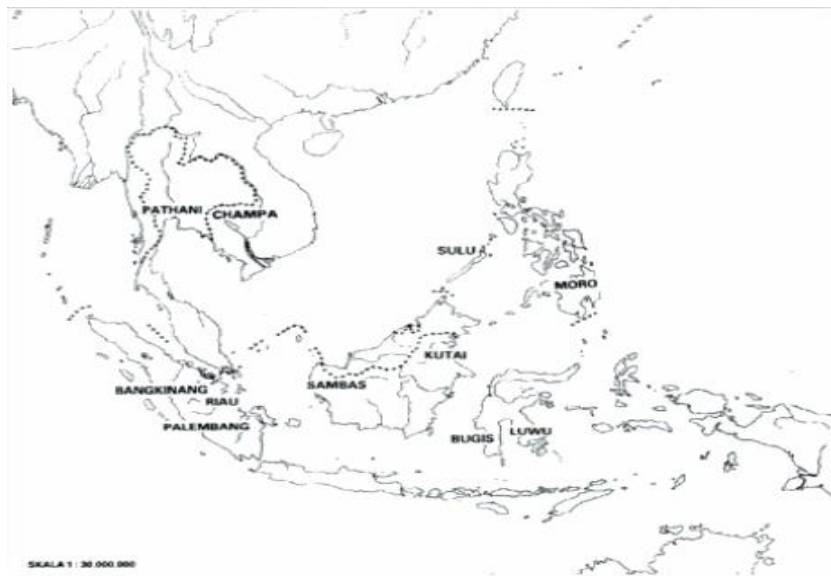 PATHANI
CHAMPA
SULU
MORO
KUTAI
SAMBAS
BANGKINANG
RIAU
PALEMBANG
BUGIS
LUWU
SKALA 1 : 30.000.000